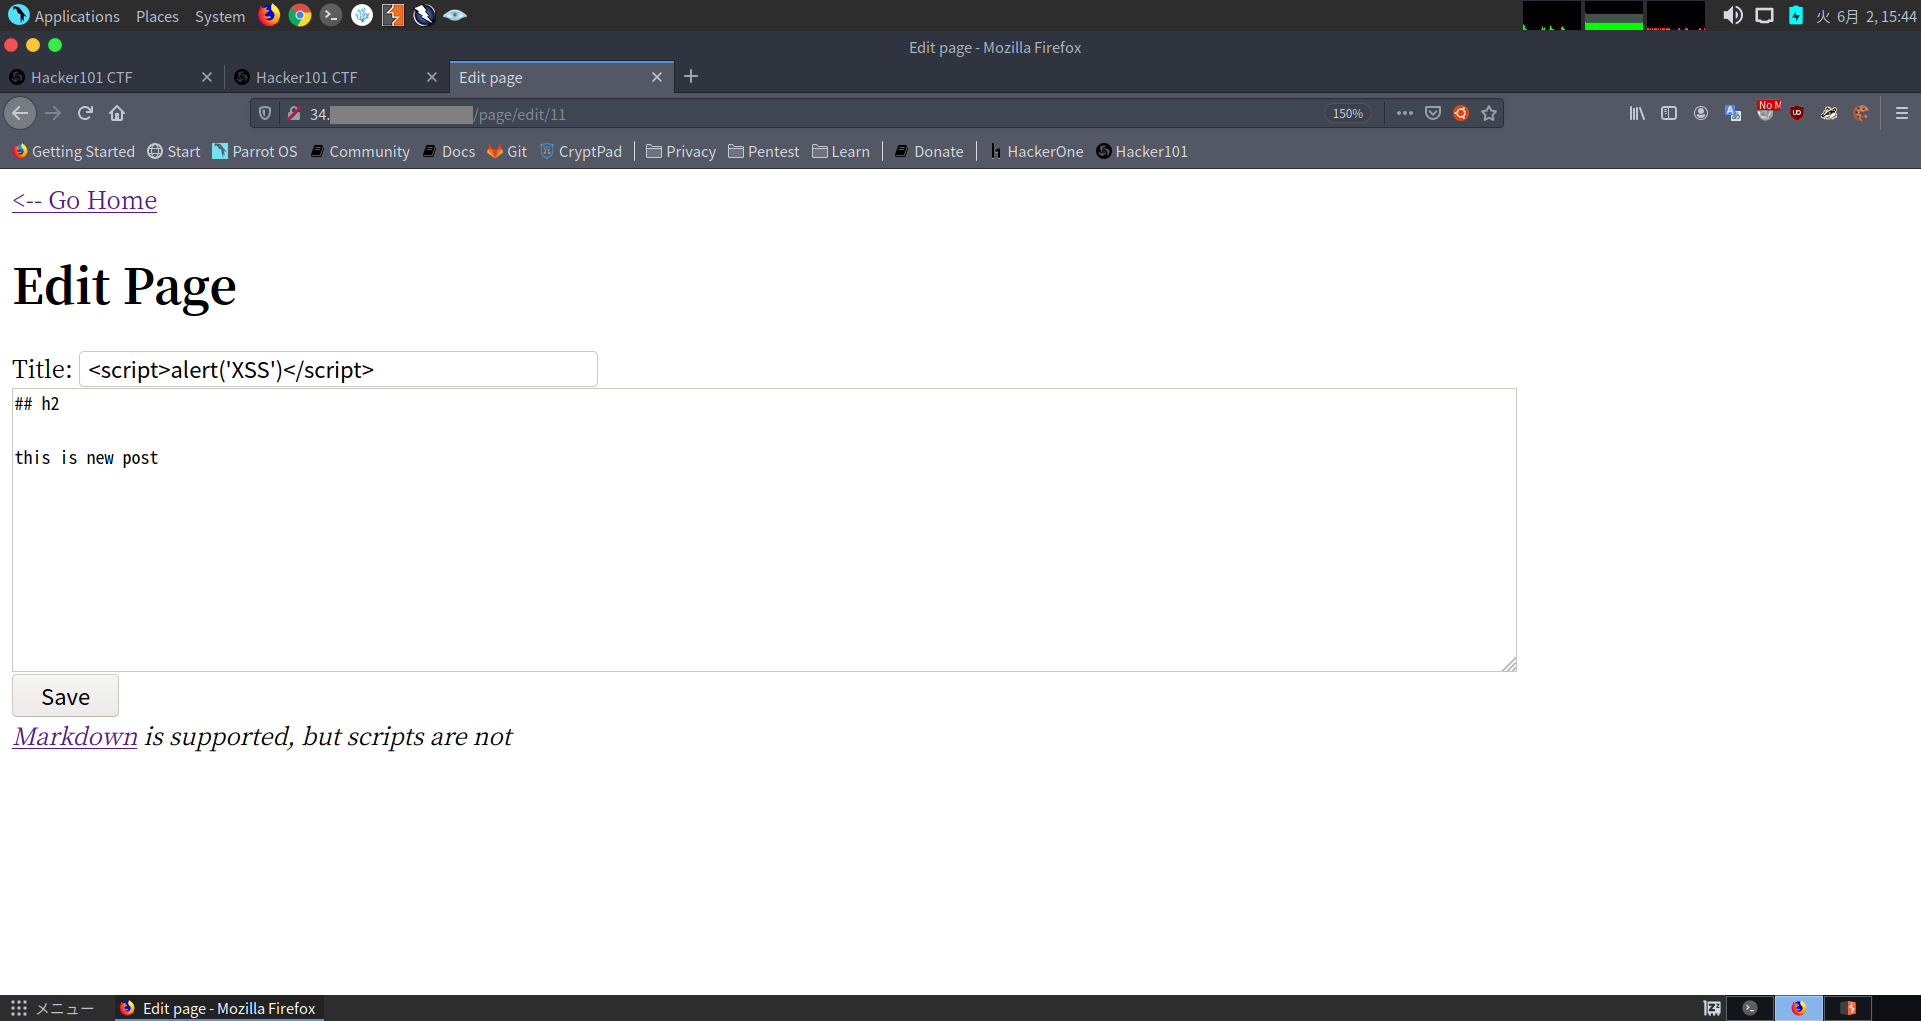 Applications Places System 火 6月 2, 15:44
Edit page - Mozilla Firefox
Hacker101 CTF Hacker101 CTF Edit page
34. /page/edit/11 150% No M
Getting Started Start Parrot OS Community Docs Git CryptPad Privacy Pentest Learn Donate HackerOne Hacker101
<-- Go Home
Edit Page
Title: <script>alert('XSS')</script>
## h2
this is new post
Save
Markdown is supported, but scripts are not
メニュー Edit page - Mozilla Firefox